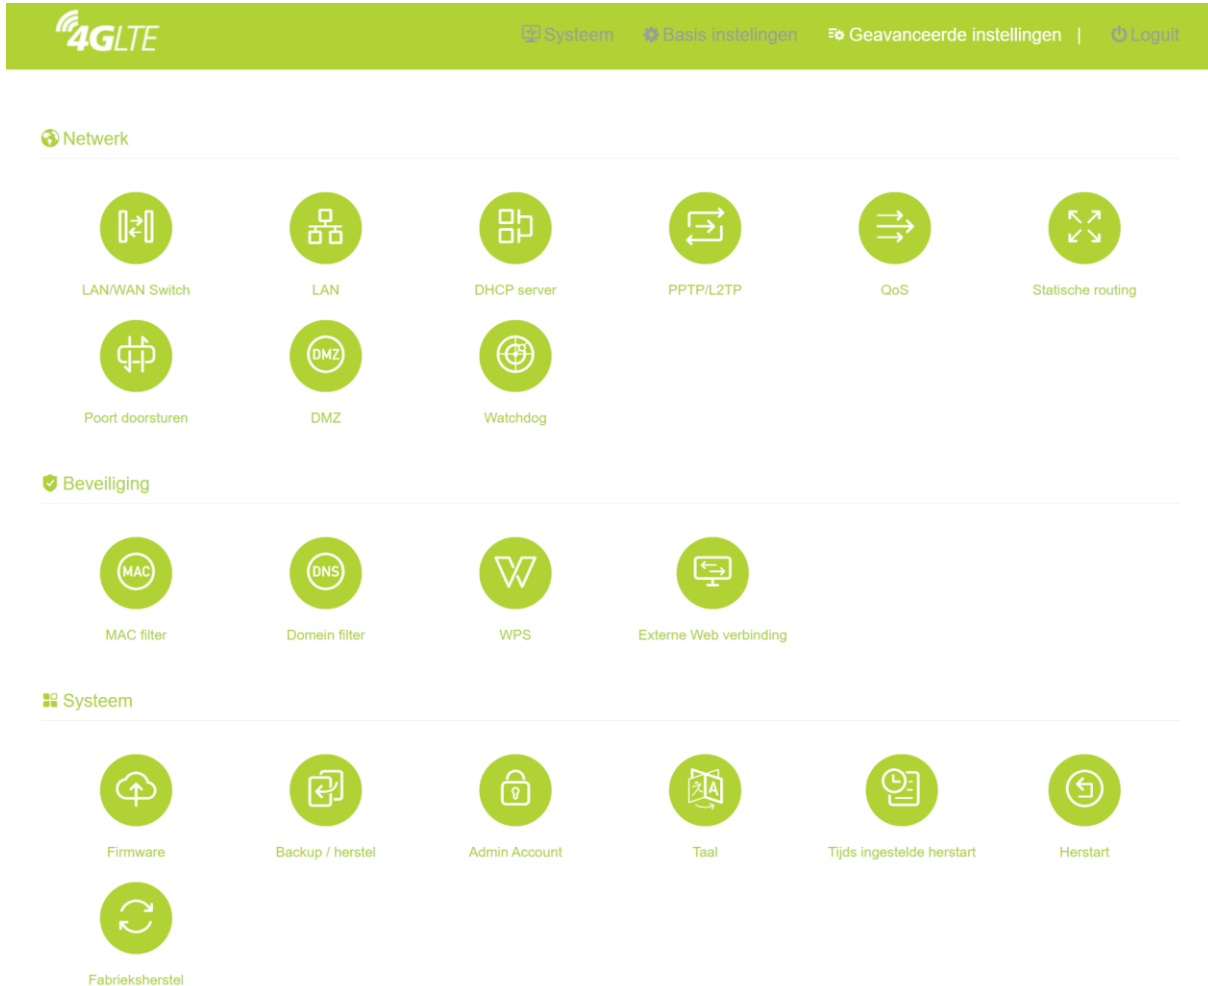 4GLTE
Systeem Basis instelingen Geavanceerde instellingen | Loguit
Netwerk
LAN/WAN Switch LAN DHCP server PPTP/L2TP QoS Statische routing
DMZ
Poort doorsturen DMZ Watchdog
Beveiliging
MAC DNS
MAC filter Domein filter WPS Externe Web verbinding
Systeem
文 A
Firmware Backup / herstel Admin Account Taal Tijds ingestelde herstart Herstart
Fabrieksherstel